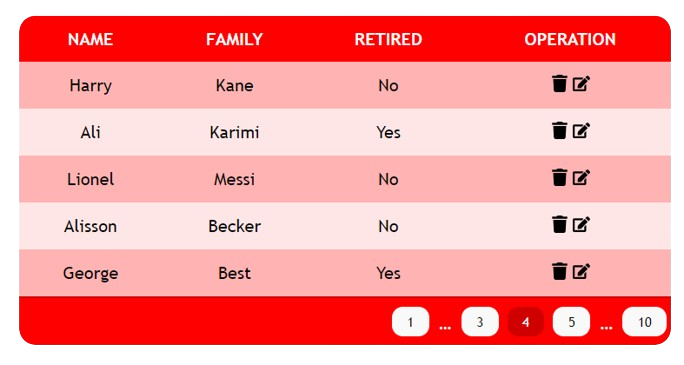 NAME FAMILY RETIRED OPERATION
Harry Kane No
Ali Karimi Yes
Lionel Messi No
Alisson Becker No
George Best Yes
1 ... 3 4 5 ... 10